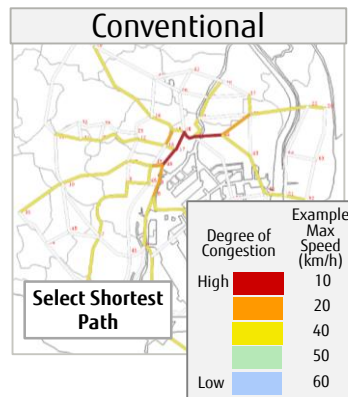 Conventional
Select Shortest
Path
Degree of
Congestion
Example
Max
Speed
(km/h)
High 10
20
40
50
Low 60